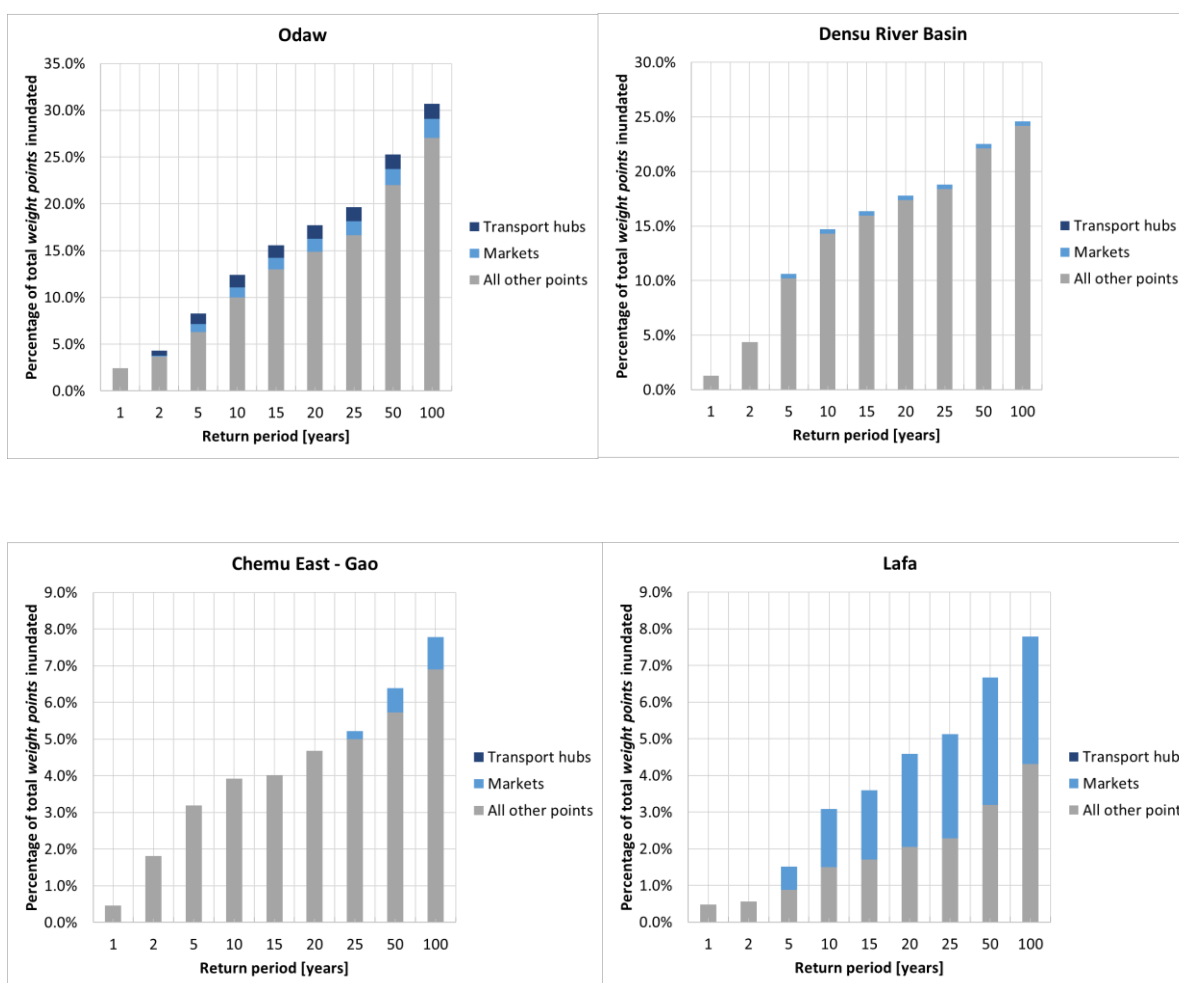 Odaw
Percentage of total weight points inundated
35.0%
30.0%
25.0%
20.0%
15.0%
10.0%
5.0%
0.0%
1 2 5 10 15 20 25 50 100
Return period [years]
Transport hubs
Markets
All other points
Densu River Basin
Percentage of total weight points inundated
30.0%
25.0%
20.0%
15.0%
10.0%
5.0%
0.0%
1 2 5 10 15 20 25 50 100
Return period [years]
Transport hubs
Markets
All other points
Chemu East - Gao
Percentage of total weight points inundated
9.0%
8.0%
7.0%
6.0%
5.0%
4.0%
3.0%
2.0%
1.0%
0.0%
1 2 5 10 15 20 25 50 100
Return period [years]
Transport hubs
Markets
All other points
Lafa
Percentage of total weight points inundated
9.0%
8.0%
7.0%
6.0%
5.0%
4.0%
3.0%
2.0%
1.0%
0.0%
1 2 5 10 15 20 25 50 100
Return period [years]
Transport hub
Markets
All other point